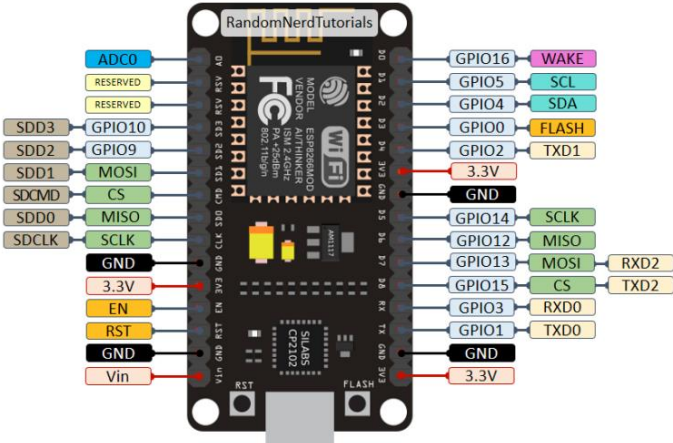 RandomNerdTutorials
ADC0
RESERVED
RESERVED
SDD3 GPIO10
SDD2 GPIO9
SDD1 MOSI
SDCMD CS
SDD0 MISO
SDCLK SCLK
GND
3.3V
EN
RST
GND
Vin
A0
RSV
RSV
SD3
SD2
SD1
CMD
SD0
CLK
GND
3V3
EN
RST
GND
Vin
MODEL ESP8266MOD
VENDOR AI/THINKER
ISM 2.4GHz
PA +25dBm
802.11b/g/n
FC
WiFi
AM1117
SILABS
CP2102
RST
FLASH
D0
D1
D2
D3
D4
3V3
GND
D5
D6
D7
D8
RX
TX
GND
3V3
GPIO16 WAKE
GPIO5 SCL
GPIO4 SDA
GPIO0 FLASH
GPIO2 TXD1
3.3V
GND
GPIO14 SCLK
GPIO12 MISO
GPIO13 MOSI RXD2
GPIO15 CS TXD2
GPIO3 RXD0
GPIO1 TXD0
GND
3.3V